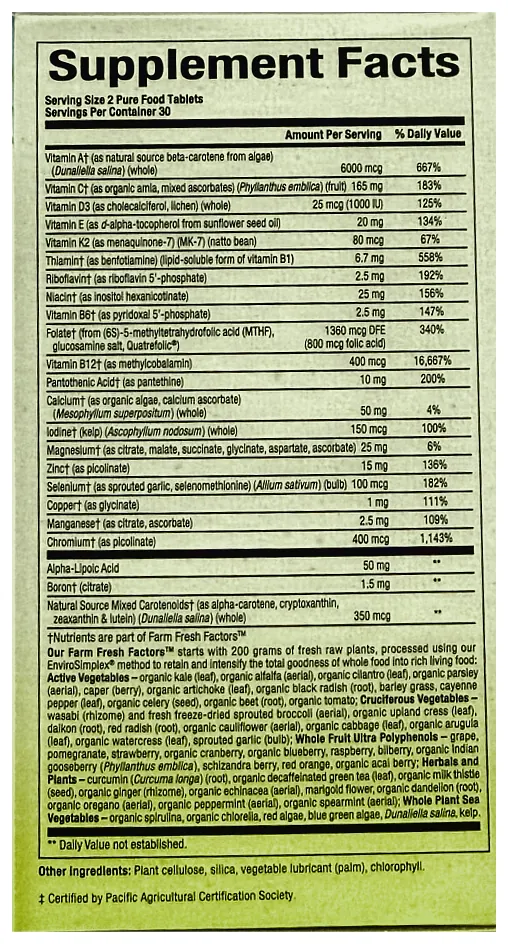 Supplement Facts
Serving Size 2 Pure Food Tablets
Servings Per Container 30
Amount Per Serving % Daily Value
Vitamin A† (as natural source beta-carotene from algae)
(Dunaliella salina) (whole) 6000 mcg 667%
Vitamin C† (as organic amla, mixed ascorbates) (Phyllanthus emblica) (fruit) 165 mg 183%
Vitamin D3 (as cholecalciferol, lichen) (whole) 25 mcg (1000 IU) 125%
Vitamin E (as d-alpha-tocopherol from sunflower seed oil) 20 mg 134%
Vitamin K2 (as menaquinone-7) (MK-7) (natto bean) 80 mcg 67%
Thiamin† (as benfotiamine) (lipid-soluble form of vitamin B1) 6.7 mg 558%
Riboflavin† (as riboflavin 5'-phosphate) 2.5 mg 192%
Niacin† (as inositol hexanicotinate) 25 mg 156%
Vitamin B6† (as pyridoxal 5'-phosphate) 2.5 mg 147%
Folate† (from (6S)-5-methyltetrahydrofolic acid (MTHF), 1360 mcg DFE 340%
glucosamine salt, Quatrefolic®) (800 mcg folic acid)
Vitamin B12† (as methylcobalamin) 400 mcg 16,667%
Pantothenic Acid† (as pantethine) 10 mg 200%
Calcium† (as organic algae, calcium ascorbate)
(Mesophyllum superpositum) (whole) 50 mg 4%
Iodine† (kelp) (Ascophyllum nodosum) (whole) 150 mcg 100%
Magnesium† (as citrate, malate, succinate, glycinate, aspartate, ascorbate) 25 mg 6%
Zinc† (as picolinate) 15 mg 136%
Selenium† (as sprouted garlic, selenomethionine) (Allium sativum) (bulb) 100 mcg 182%
Copper† (as glycinate) 1 mg 111%
Manganese† (as citrate, ascorbate) 2.5 mg 109%
Chromium† (as picolinate) 400 mcg 1,143%
Alpha-Lipoic Acid 50 mg **
Boron† (citrate) 1.5 mg **
Natural Source Mixed Carotenoids† (as alpha-carotene, cryptoxanthin,
zeaxanthin & lutein) (Dunaliella salina) (whole) 350 mcg **
†Nutrients are part of Farm Fresh Factors™
Our Farm Fresh Factors™ starts with 200 grams of fresh raw plants, processed using our
EnviroSimplex® method to retain and intensify the total goodness of whole food into rich living food:
Active Vegetables – organic kale (leaf), organic alfalfa (aerial), organic cilantro (leaf), organic parsley
(aerial), caper (berry), organic artichoke (leaf), organic black radish (root), barley grass, cayenne
pepper (leaf), organic celery (seed), organic beet (root), organic tomato; Cruciferous Vegetables –
wasabi (rhizome) and fresh freeze-dried sprouted broccoli (aerial), organic upland cress (leaf),
daikon (root), red radish (root), organic cauliflower (aerial), organic cabbage (leaf), organic arugula
(leaf), organic watercress (leaf), sprouted garlic (bulb); Whole Fruit Ultra Polyphenols – grape,
pomegranate, strawberry, organic cranberry, organic blueberry, raspberry, bilberry, organic Indian
gooseberry (Phyllanthus emblica), schizandra berry, red orange, organic acai berry; Herbals and
Plants – curcumin (Curcuma longa) (root), organic decaffeinated green tea (leaf), organic milk thistle
(seed), organic ginger (rhizome), organic echinacea (aerial), marigold flower, organic dandelion (root),
organic oregano (aerial), organic peppermint (aerial), organic spearmint (aerial); Whole Plant Sea
Vegetables – organic spirulina, organic chlorella, red algae, blue green algae, Dunaliella salina, kelp.
** Daily Value not established.
Other Ingredients: Plant cellulose, silica, vegetable lubricant (palm), chlorophyll.
‡ Certified by Pacific Agricultural Certification Society.